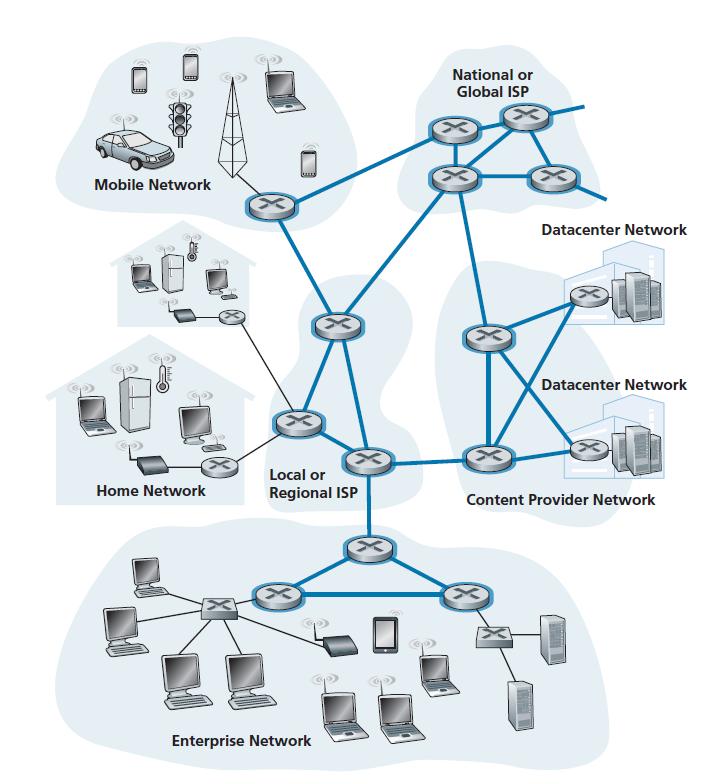 National or
Global ISP
Mobile Network
Datacenter Network
Datacenter Network
Home Network
Local or
Regional ISP
Content Provider Network
Enterprise Network